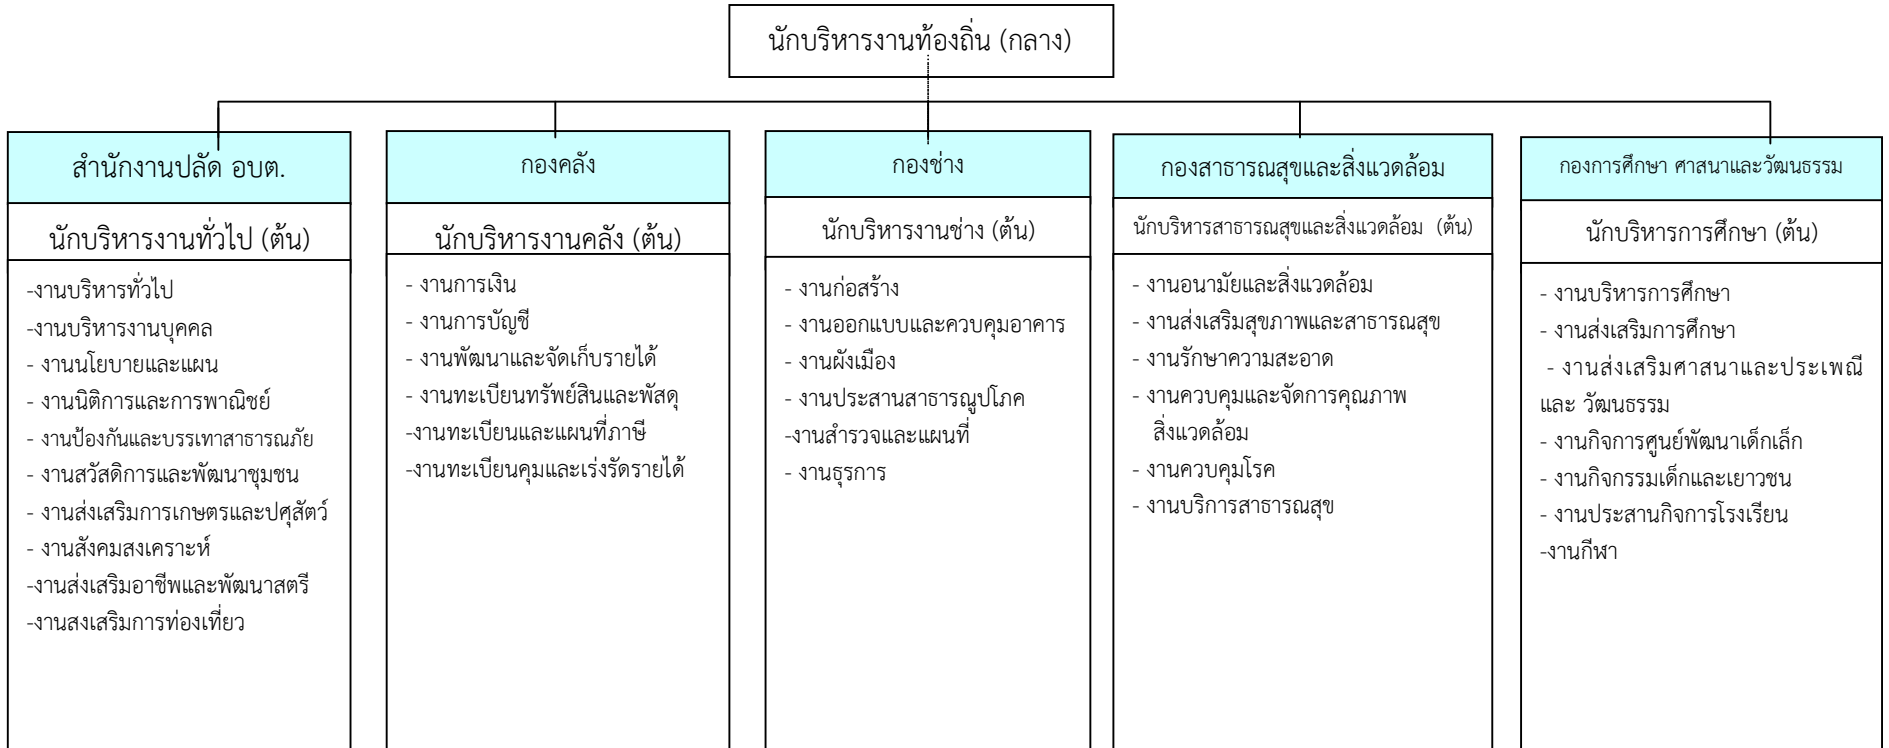 นักบริหารงานท้องถิ่น (กลาง)
สำนักงานปลัด อบต.
นักบริหารงานทั่วไป (ต้น)
-งานบริหารทั่วไป
-งานบริหารงานบุคคล
- งานนโยบายและแผน
- งานนิติการและการพาณิชย์
- งานป้องกันและบรรเทาสาธารณภัย
- งานสวัสดิการและพัฒนาชุมชน
- งานส่งเสริมการเกษตรและปศุสัตว์
- งานสังคมสงเคราะห์
-งานส่งเสริมอาชีพและพัฒนาสตรี
-งานสงเสริมการท่องเที่ยว
กองคลัง
นักบริหารงานคลัง (ต้น)
- งานการเงิน
- งานการบัญชี
- งานพัฒนาและจัดเก็บรายได้
- งานทะเบียนทรัพย์สินและพัสดุ
-งานทะเบียนและแผนที่ภาษี
-งานทะเบียนคุมและเร่งรัดรายได้
กองช่าง
นักบริหารงานช่าง (ต้น)
- งานก่อสร้าง
- งานออกแบบและควบคุมอาคาร
- งานผังเมือง
- งานประสานสาธารณูปโภค
-งานสำรวจและแผนที่
- งานธุรการ
กองสาธารณสุขและสิ่งแวดล้อม
นักบริหารสาธารณสุขและสิ่งแวดล้อม (ต้น)
- งานอนามัยและสิ่งแวดล้อม
- งานส่งเสริมสุขภาพและสาธารณสุข
- งานรักษาความสะอาด
- งานควบคุมและจัดการคุณภาพ
สิ่งแวดล้อม
- งานควบคุมโรค
- งานบริการสาธารณสุข
กองการศึกษา ศาสนาและวัฒนธรรม
นักบริหารการศึกษา (ต้น)
- งานบริหารการศึกษา
- งานส่งเสริมการศึกษา
- งานส่งเสริมศาสนาและประเพณี
และ วัฒนธรรม
- งานกิจการศูนย์พัฒนาเด็กเล็ก
- งานกิจกรรมเด็กและเยาวชน
- งานประสานกิจการโรงเรียน
-งานกีฬา